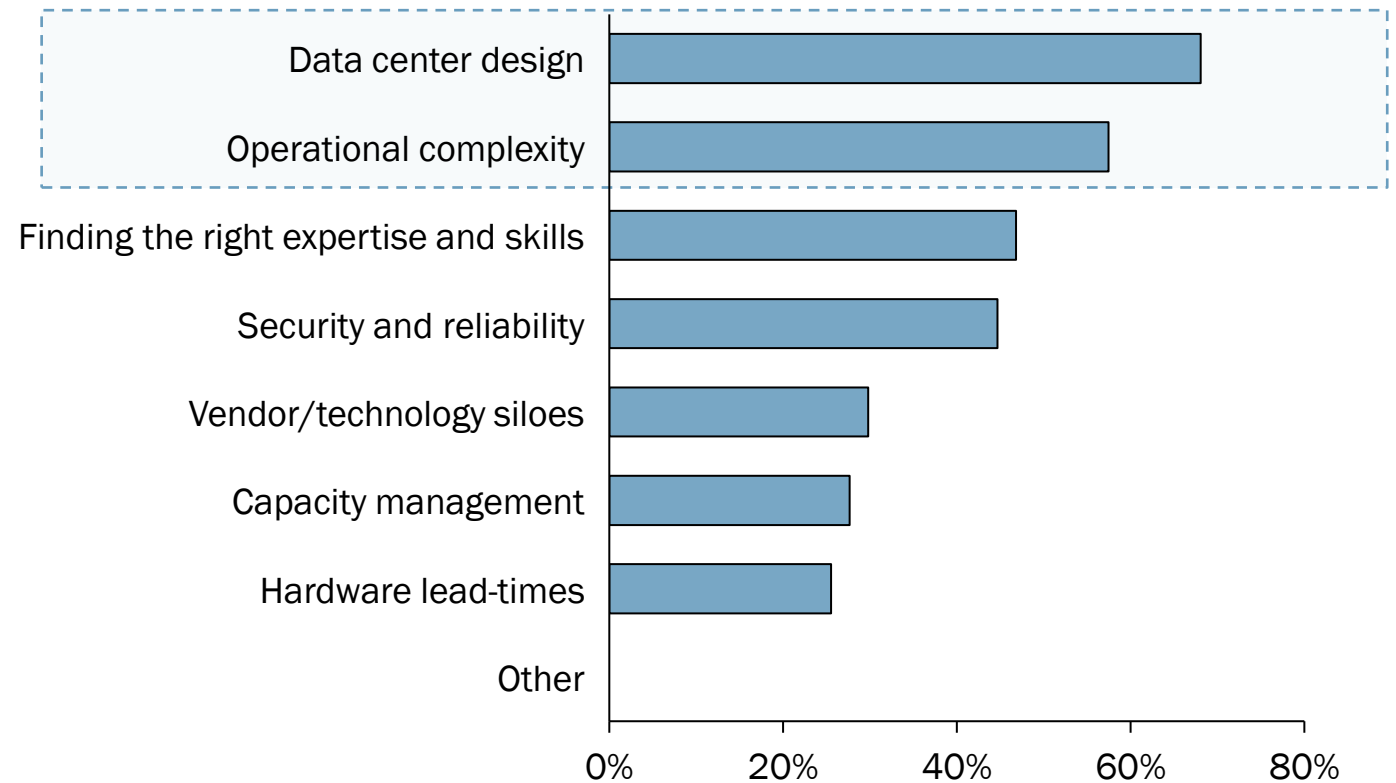 Data center design
Operational complexity
Finding the right expertise and skills
Security and reliability
Vendor/technology siloes
Capacity management
Hardware lead-times
Other
0% 20% 40% 60% 80%